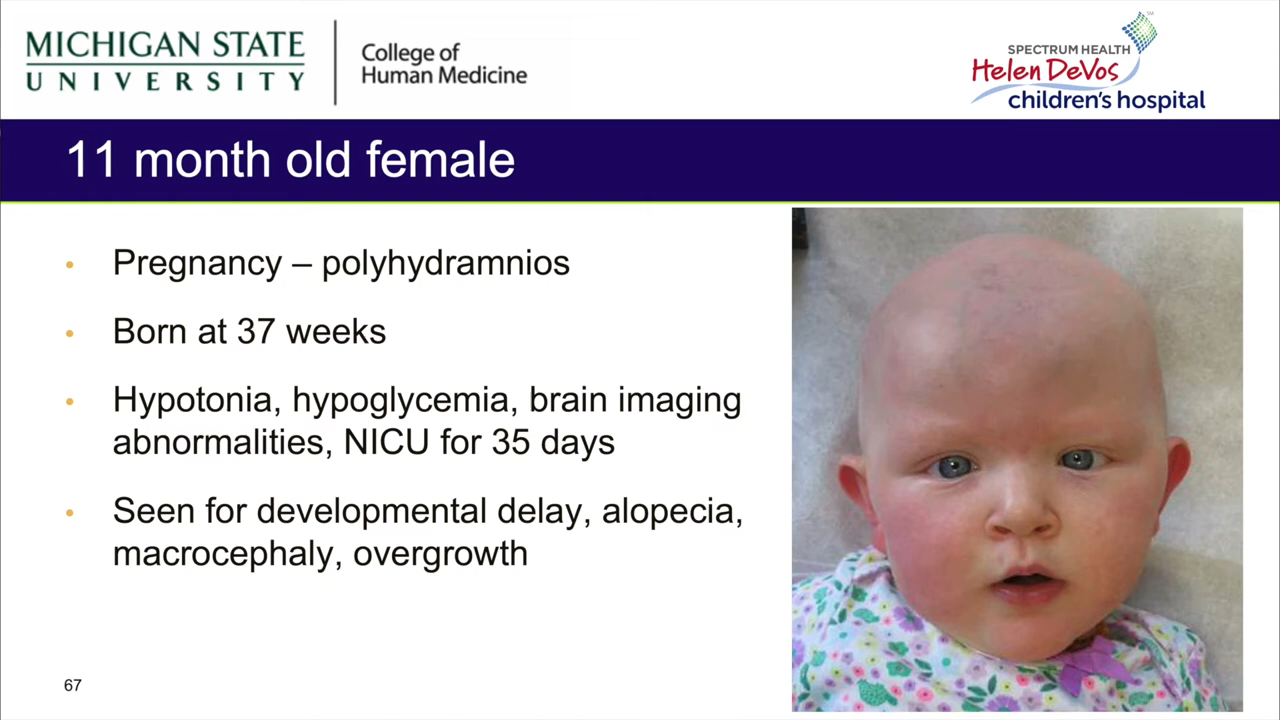 MICHIGAN STATE
UNIVERSITY
College of
Human Medicine
SPECTRUM HEALTH
Helen DeVos
children's hospital
11 month old female
• Pregnancy – polyhydramnios
• Born at 37 weeks
• Hypotonia, hypoglycemia, brain imaging
abnormalities, NICU for 35 days
• Seen for developmental delay, alopecia,
macrocephaly, overgrowth
67